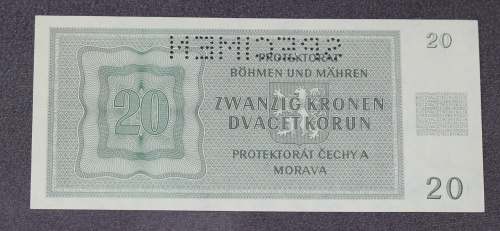 SPECIMEN
20
PROTEKTORAT
BÖHMEN UND MÄHREN
20
ZWANZIG KRONEN
DVACET KORUN
PROTEKTORÁT ČECHY A
MORAVA
20